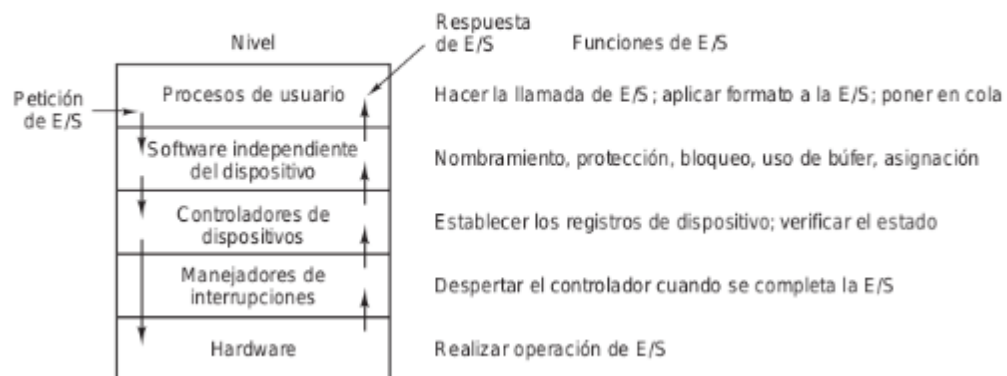 Nivel
Respuesta
de E/S
Funciones de E/S
Petición
de E/S
Procesos de usuario
Hacer la llamada de E/S; aplicar formato a la E/S; poner en cola
Software independiente
del dispositivo
Nombramiento, protección, bloqueo, uso de búfer, asignación
Controladores de
dispositivos
Establecer los registros de dispositivo; verificar el estado
Manejadores de
interrupciones
Despertar el controlador cuando se completa la E/S
Hardware
Realizar operación de E/S